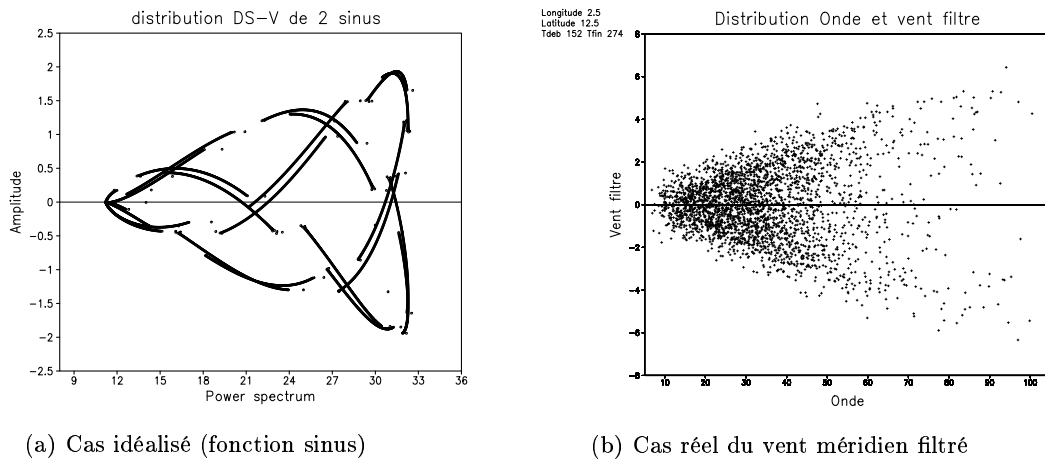 distribution DS-V de 2 sinus
2.5
2
1.5
1
0.5
0
-0.5
-1
-1.5
-2
-2.5
Amplitude
9 12 15 18 21 24 27 30 33 36
Power spectrum
(a) Cas idéalisé (fonction sinus)
Longitude 2.5
Latitude 12.5
Tdeb 152 Tfin 274
Distribution Onde et vent filtre
8
6
4
2
0
-2
-4
-6
-8
Vent filtre
10 20 30 40 50 60 70 80 90 100
Onde
(b) Cas réel du vent méridien filtré